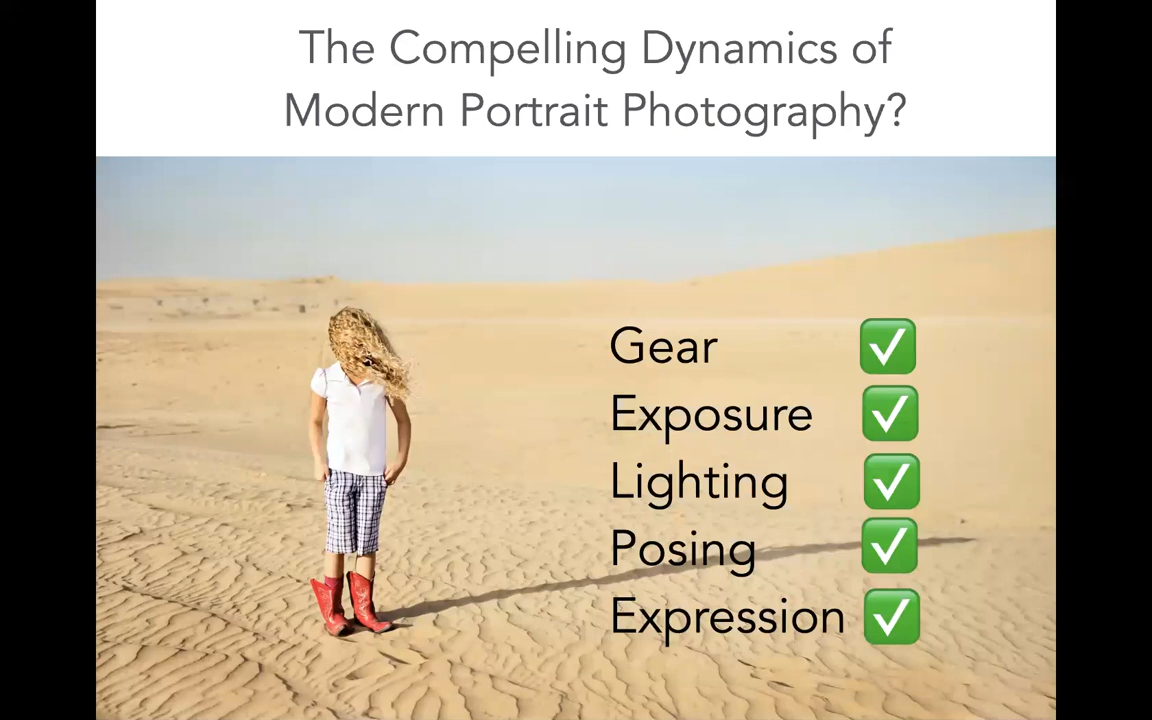 The Compelling Dynamics of
Modern Portrait Photography?
Gear
Exposure
Lighting
Posing
Expression